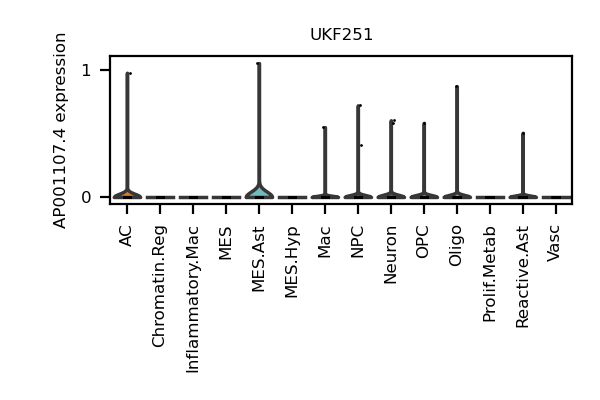 UKF251
AP001107.4 expression
1
0
AC
Chromatin.Reg
Inflammatory.Mac
MES
MES.Ast
MES.Hyp
Mac
NPC
Neuron
OPC
Oligo
Prolif.Metab
Reactive.Ast
Vasc